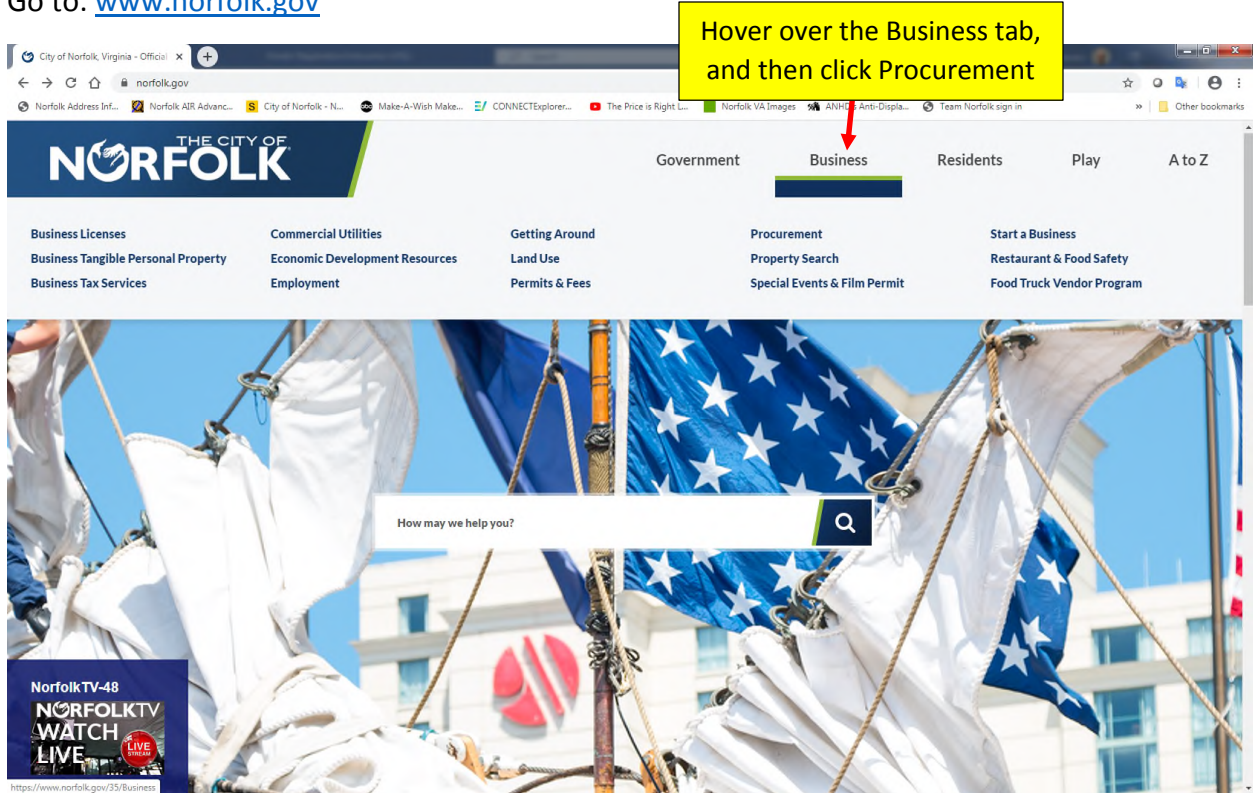 Go to: www.norfolk.gov
Hover over the Business tab,
and then click Procurement
City of Norfolk, Virginia - Official
norfolk.gov
Norfolk Address Inf... Norfolk AIR Advanc... S City of Norfolk - N... abc Make-A-Wish Make... CONNECTExplorer... The Price is Right L... Norfolk VA Images ANHD's Anti-Displa... Team Norfolk sign in » Other bookmarks
THE CITY OF
NORFOLK
Government Business Residents Play A to Z
Business Licenses Commercial Utilities Getting Around Procurement Start a Business
Business Tangible Personal Property Economic Development Resources Land Use Property Search Restaurant & Food Safety
Business Tax Services Employment Permits & Fees Special Events & Film Permit Food Truck Vendor Program
How may we help you?
NorfolkTV-48
NORFOLKTV
WATCH
LIVE
LIVE
STREAM
https://www.norfolk.gov/35/Business